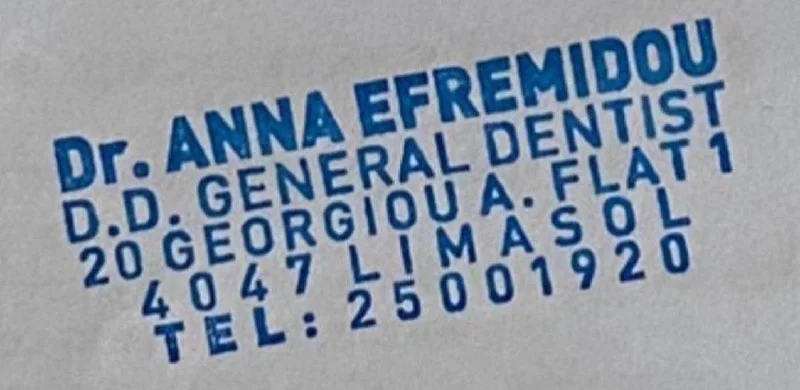 Dr. ANNA EFREMIDOU
D.D. GENERAL DENTIST
20 GEORGIOU A. FLAT 1
4047 LIMASOL
TEL: 25001920